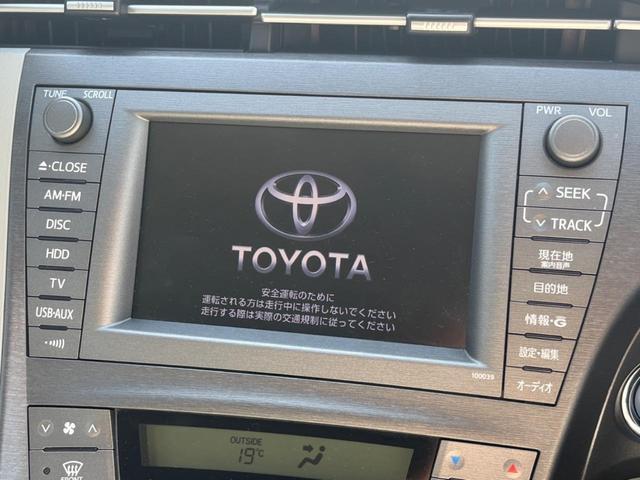 TUNE SCROLL
PWR VOL
⏏·CLOSE
AM·FM
DISC
HDD
TV
USB·AUX
TOYOTA
安全運転のために
運転される方は走行中に操作しないでください
走行する際は実際の交通規制に従ってください
SEEK
TRACK
現在地
案内音声
目的地
情報·G
設定·編集
オーディオ
100039
OUTSIDE
19℃
FRONT